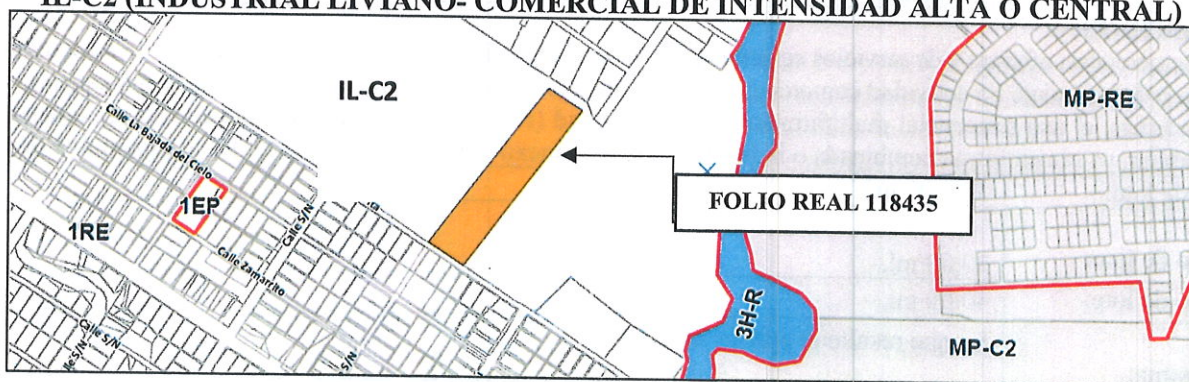 IL-C2 (INDUSTRIAL LIVIANO- COMERCIAL DE INTENSIDAD ALTA O CENTRAL)
IL-C2
MP-RE
Calle La Bajada del Cielo
1EP
FOLIO REAL 118435
1RE
Calle S/N
Calle Zamarrito
3H-R
Calle S/N
Calle S/N
MP-C2